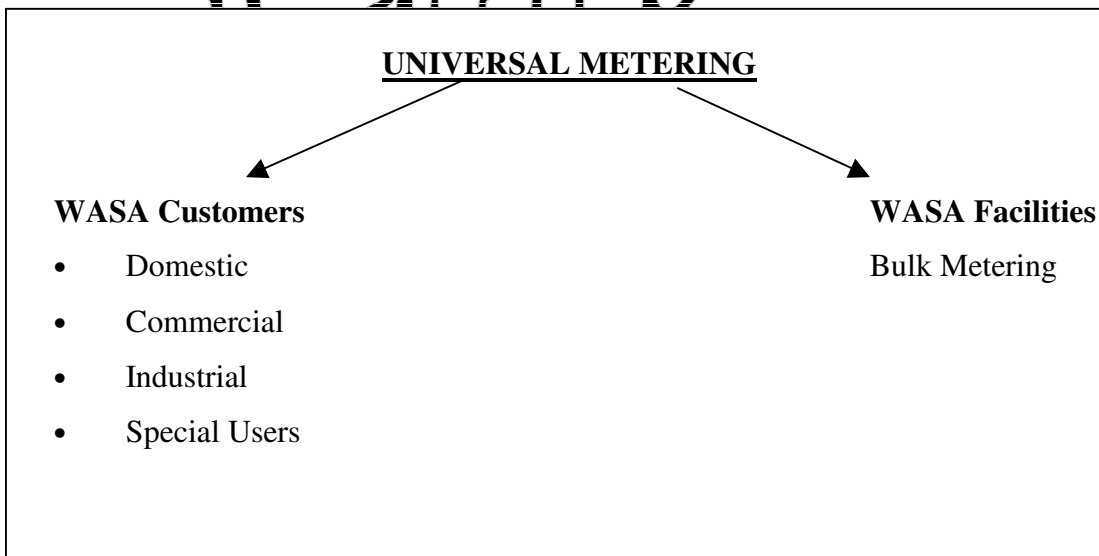 UNIVERSAL METERING
WASA Customers
WASA Facilities
• Domestic
Bulk Metering
• Commercial
• Industrial
• Special Users